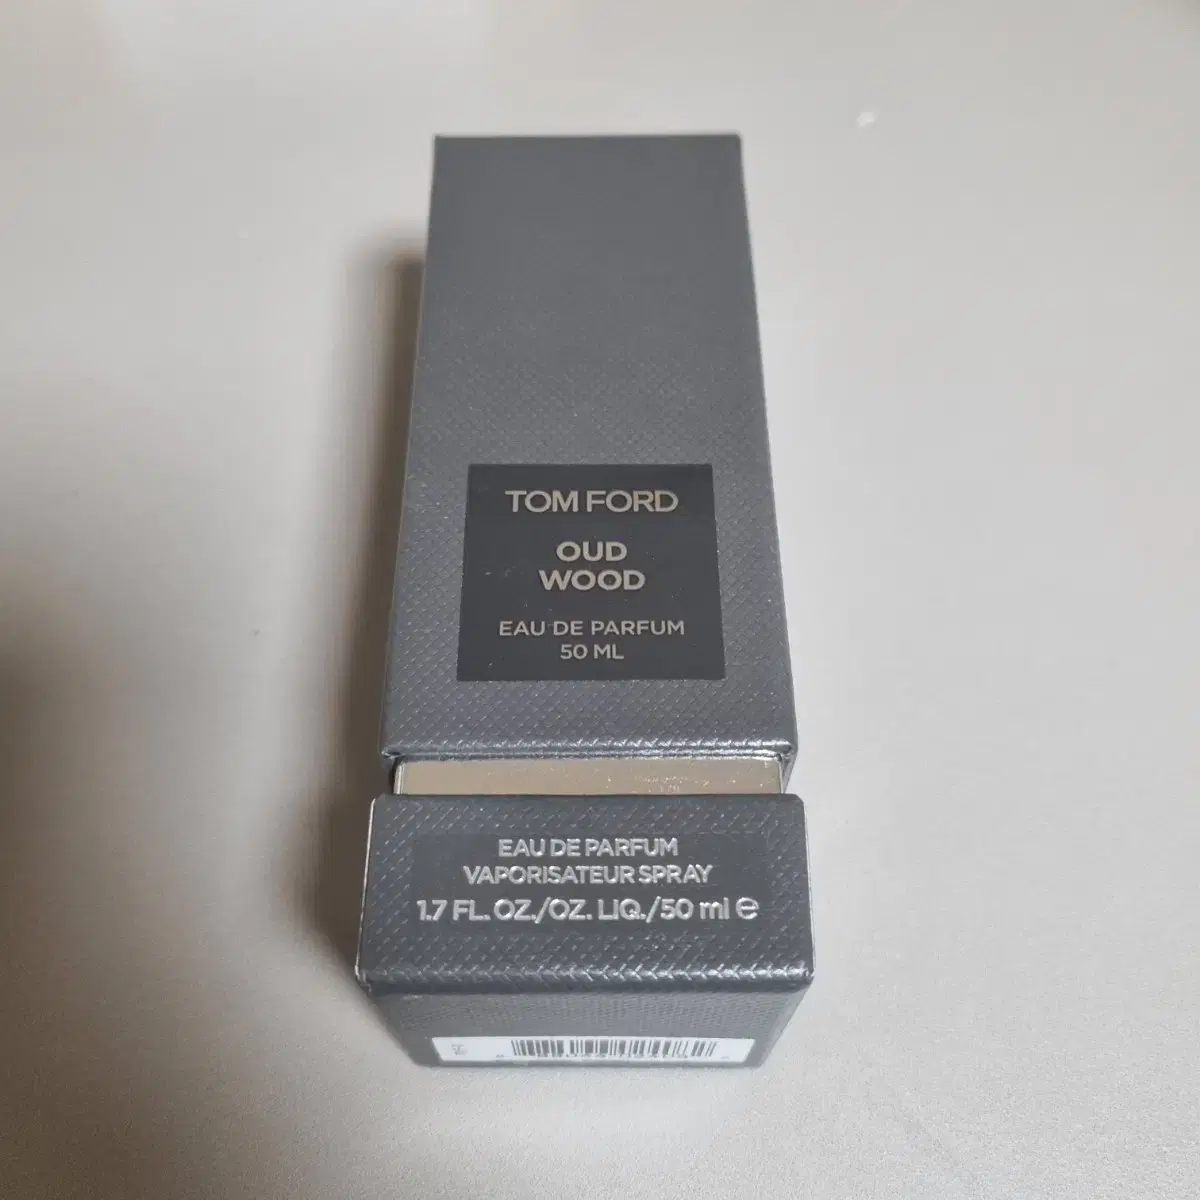 TOM FORD
OUD
WOOD
EAU DE PARFUM
50 ML
EAU DE PARFUM
VAPORISATEUR SPRAY
1.7 FL. OZ./OZ. LIQ./50 ml ℮